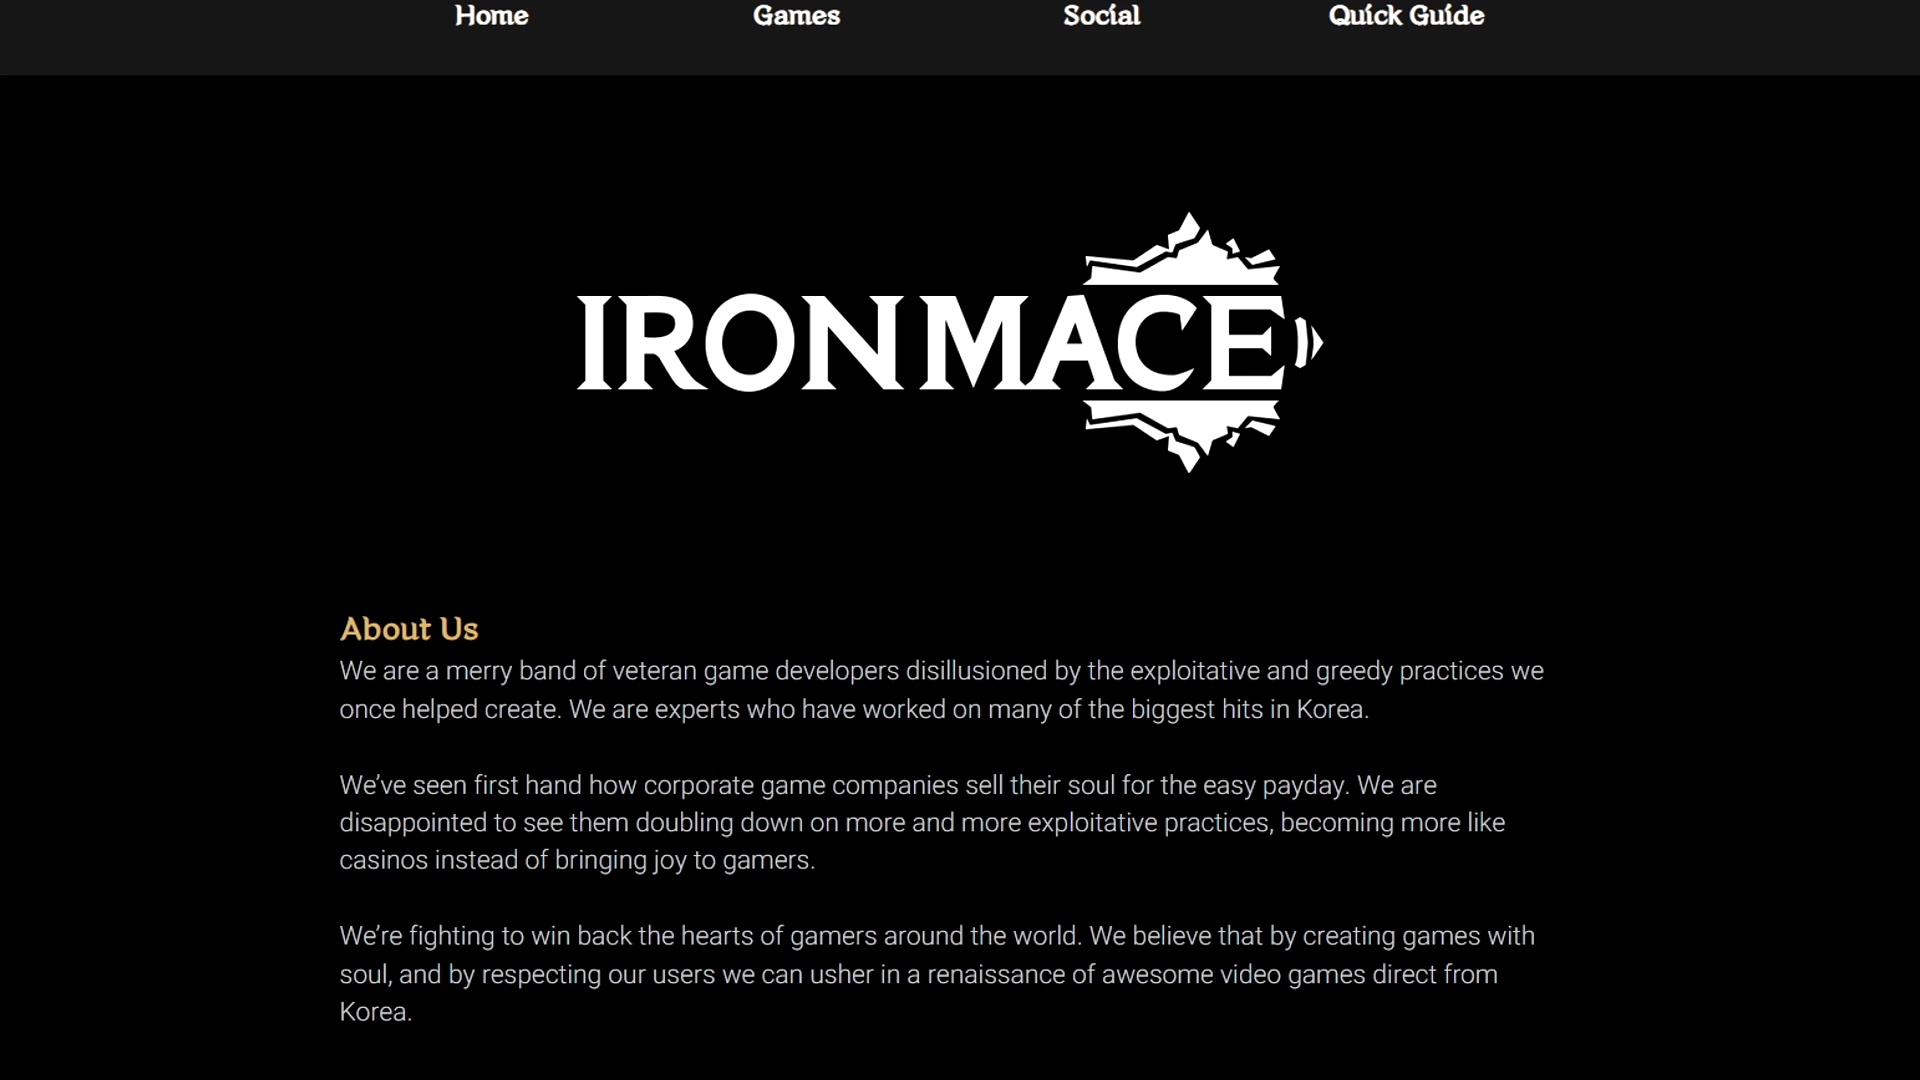 Home Games Social Quick Guide
IRONMACE
About Us
We are a merry band of veteran game developers disillusioned by the exploitative and greedy practices we
once helped create. We are experts who have worked on many of the biggest hits in Korea.
We’ve seen first hand how corporate game companies sell their soul for the easy payday. We are
disappointed to see them doubling down on more and more exploitative practices, becoming more like
casinos instead of bringing joy to gamers.
We’re fighting to win back the hearts of gamers around the world. We believe that by creating games with
soul, and by respecting our users we can usher in a renaissance of awesome video games direct from
Korea.